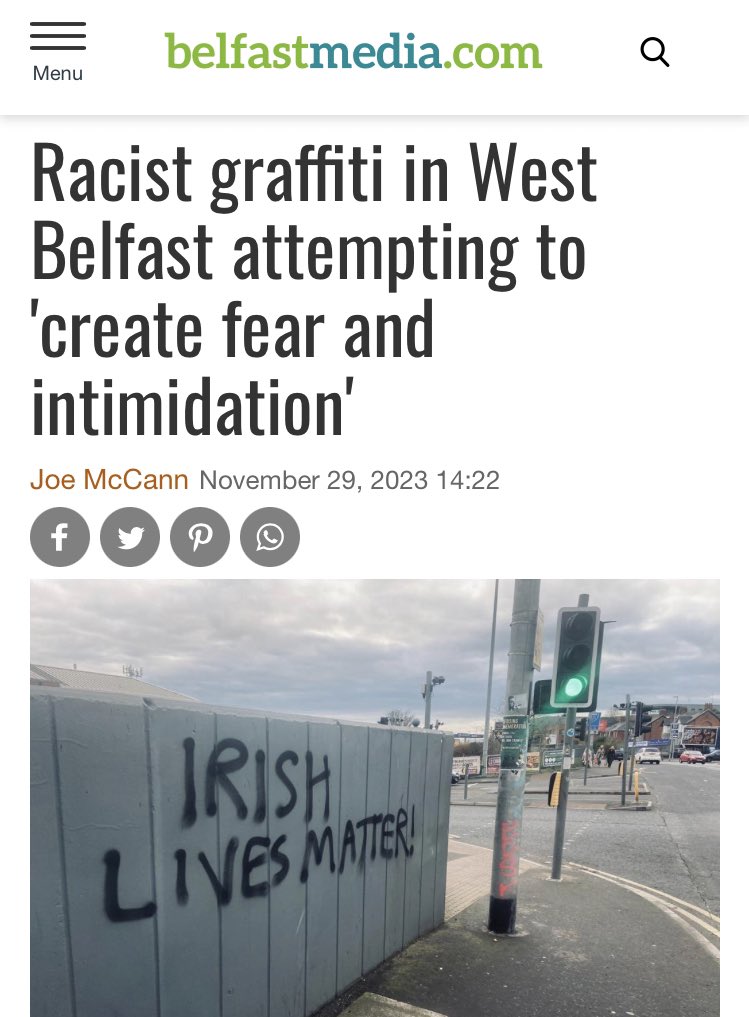 Menu
belfastmedia.com
Racist graffiti in West
Belfast attempting to
'create fear and
intimidation'
Joe McCann November 29, 2023 14:22
IRISH
LIVES MATTER!